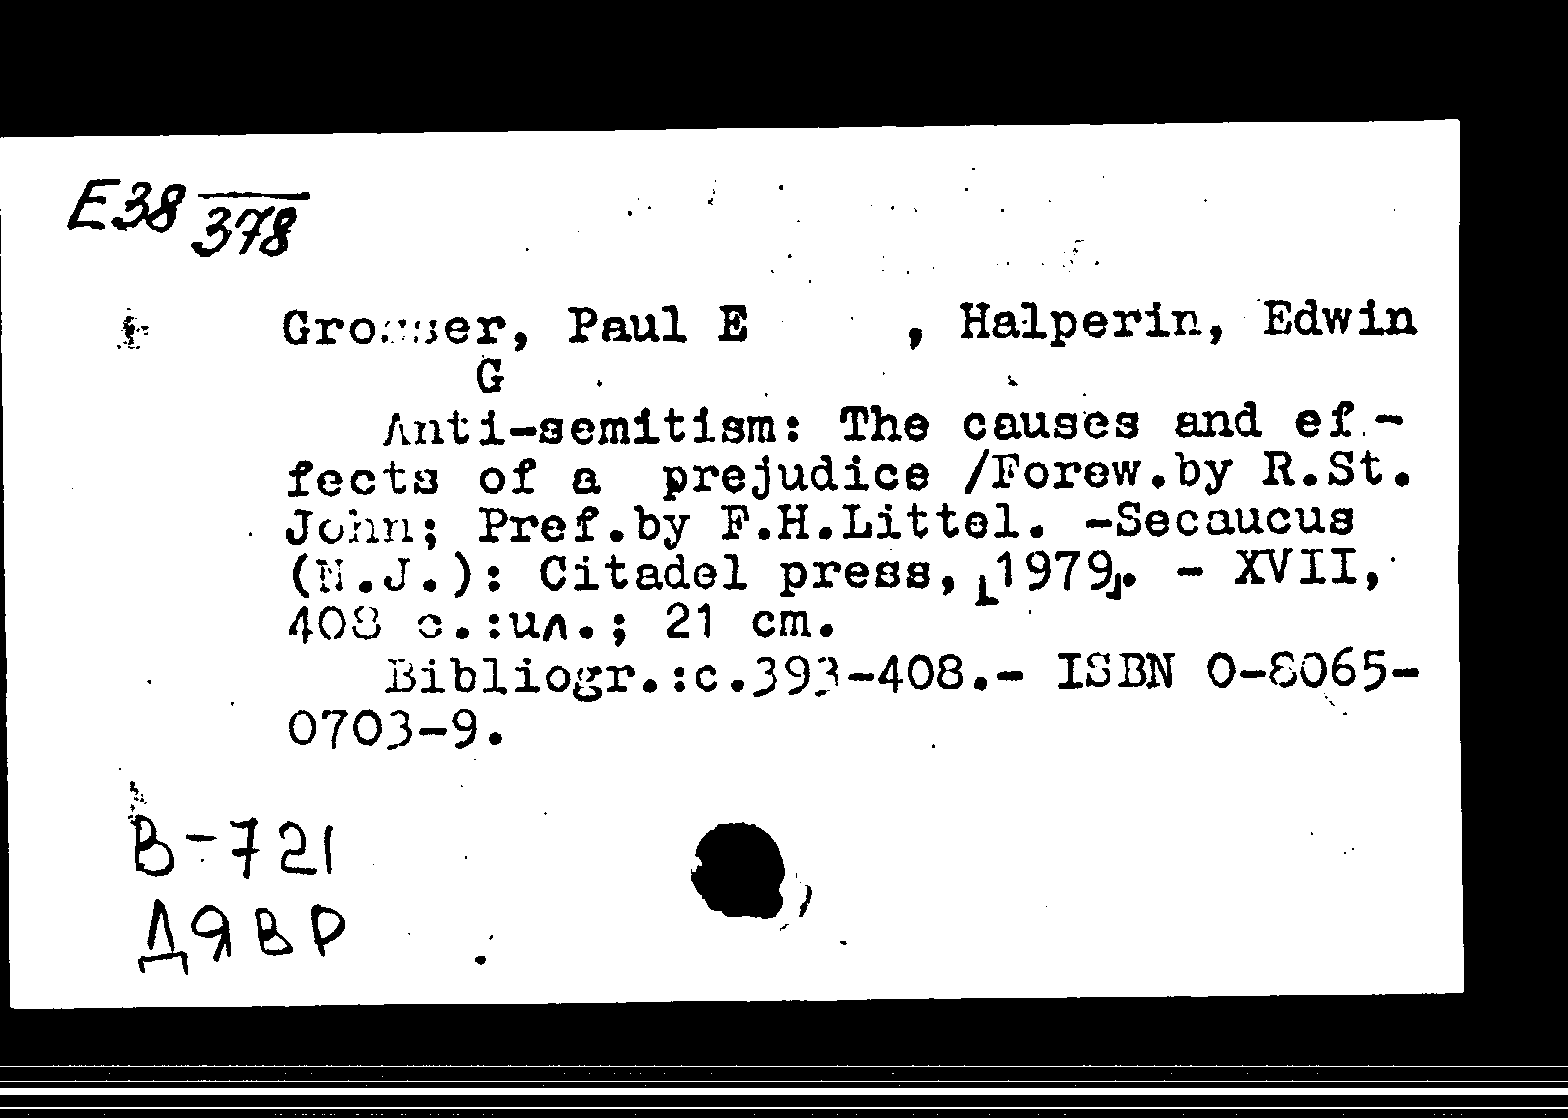 E38 378
Grosser, Paul E , Halperin, Edwin
G
Anti-semitism: The causes and ef-
fects of a prejudice /Forew.by R.St.
John; Pref.by F.H.Littel. -Secaucus
(N.J.): Citadel press, [1979]. - XVII,
408 с.:ил.; 21 cm.
Bibliogr.:c.393-408.- ISBN 0-8065-
0703-9.
В-721
ДЯВР